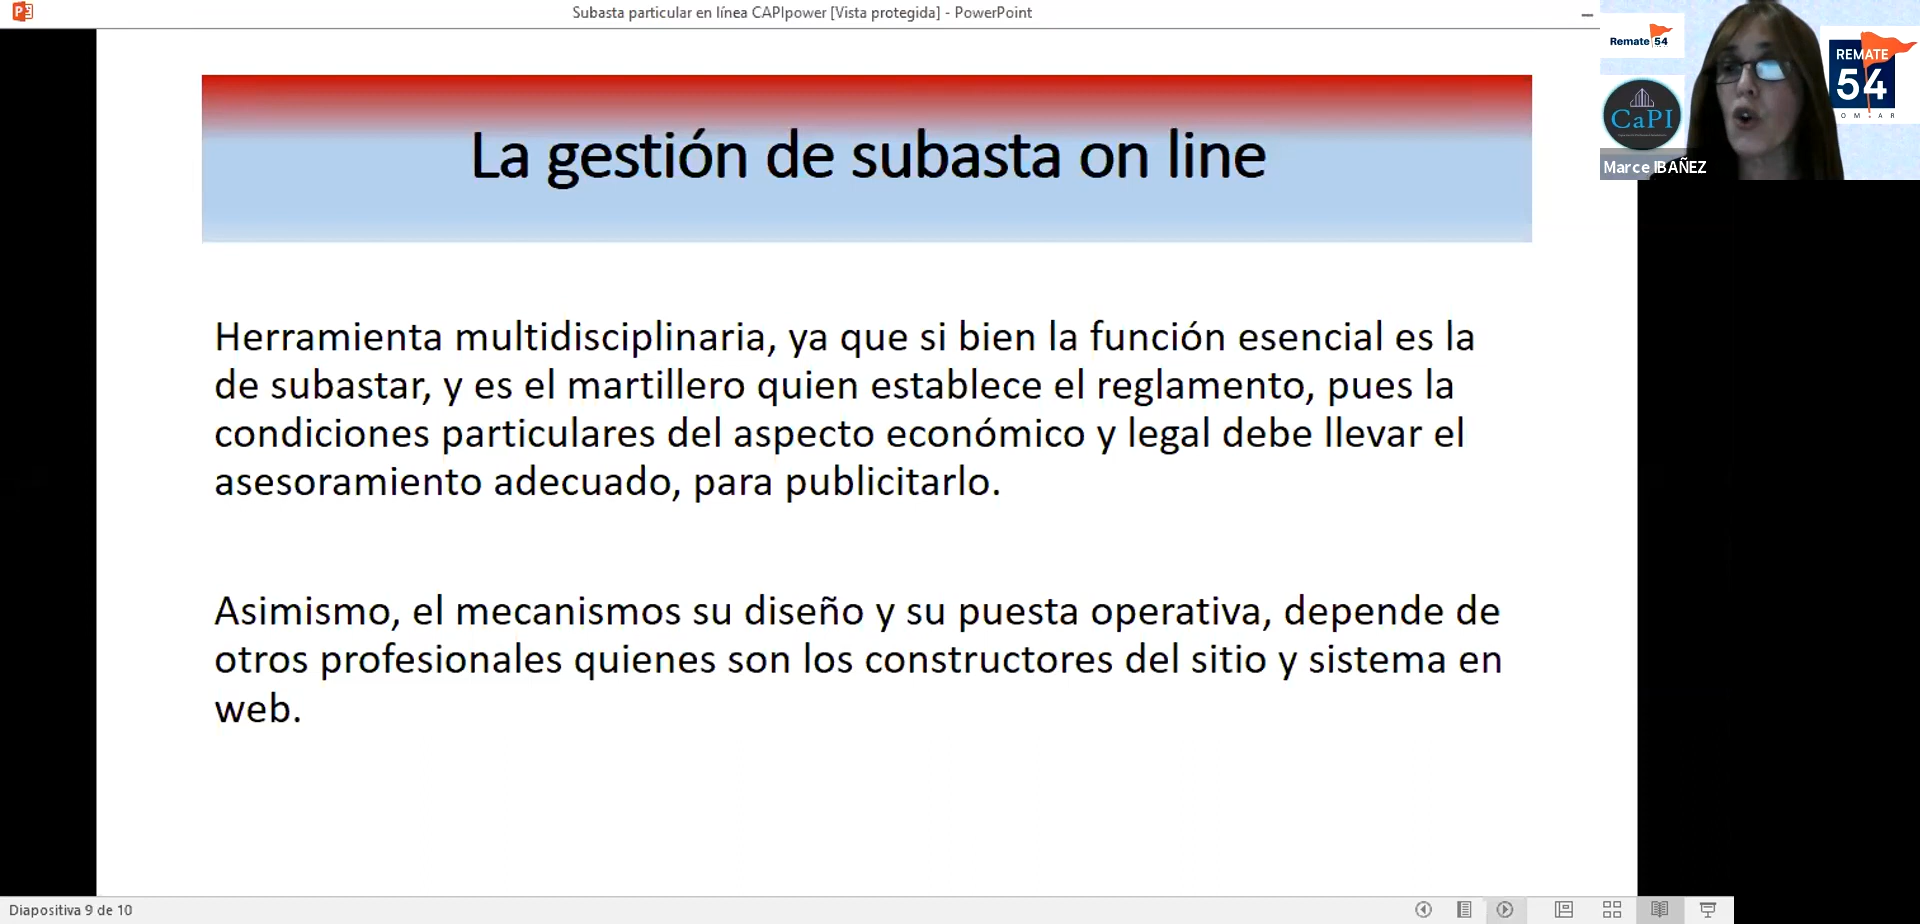 Subasta particular en línea CAPIpower [Vista protegida] - PowerPoint
Remate 54
REMATE
54
OM.AR
CaPI
Marce IBAÑEZ
La gestión de subasta on line
Herramienta multidisciplinaria, ya que si bien la función esencial es la
de subastar, y es el martillero quien establece el reglamento, pues la
condiciones particulares del aspecto económico y legal debe llevar el
asesoramiento adecuado, para publicitarlo.
Asimismo, el mecanismos su diseño y su puesta operativa, depende de
otros profesionales quienes son los constructores del sitio y sistema en
web.
Diapositiva 9 de 10